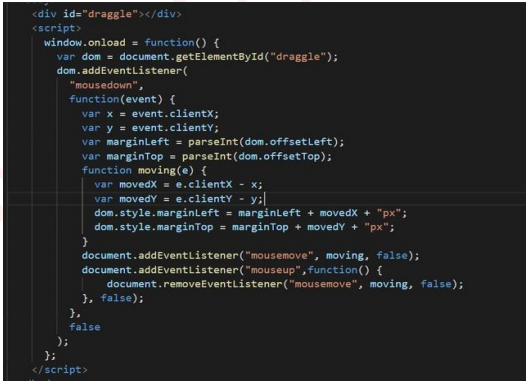 <div id="draggle"></div>
<script>
window.onload = function() {
var dom = document.getElementById("draggle");
dom.addEventListener(
"mousedown",
function(event) {
var x = event.clientX;
var y = event.clientY;
var marginLeft = parseInt(dom.offsetLeft);
var marginTop = parseInt(dom.offsetTop);
function moving(e) {
var movedX = e.clientX - x;
var movedY = e.clientY - y;
dom.style.marginLeft = marginLeft + movedX + "px";
dom.style.marginTop = marginTop + movedY + "px";
}
document.addEventListener("mousemove", moving, false);
document.addEventListener("mouseup",function() {
document.removeEventListener("mousemove", moving, false);
}, false);
},
false
);
};
</script>